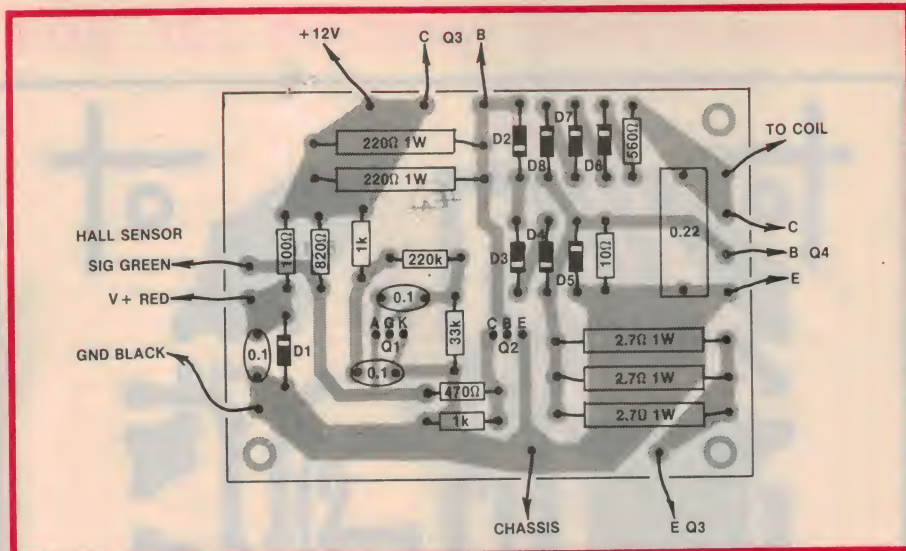 +12V
C Q3 B
D7
D2
D8
D6
560Ω
TO COIL
220Ω 1W
220Ω 1W
HALL SENSOR
SIG GREEN
V+ RED
GND BLACK
100Ω
820Ω
1k
220k
0.1
33k
A G K
Q1
0.1
0.1
D1
470Ω
1k
D4
D3
D5
10Ω
0.22
C
B Q4
E
C B E
Q2
2.7Ω 1W
2.7Ω 1W
2.7Ω 1W
CHASSIS
E Q3